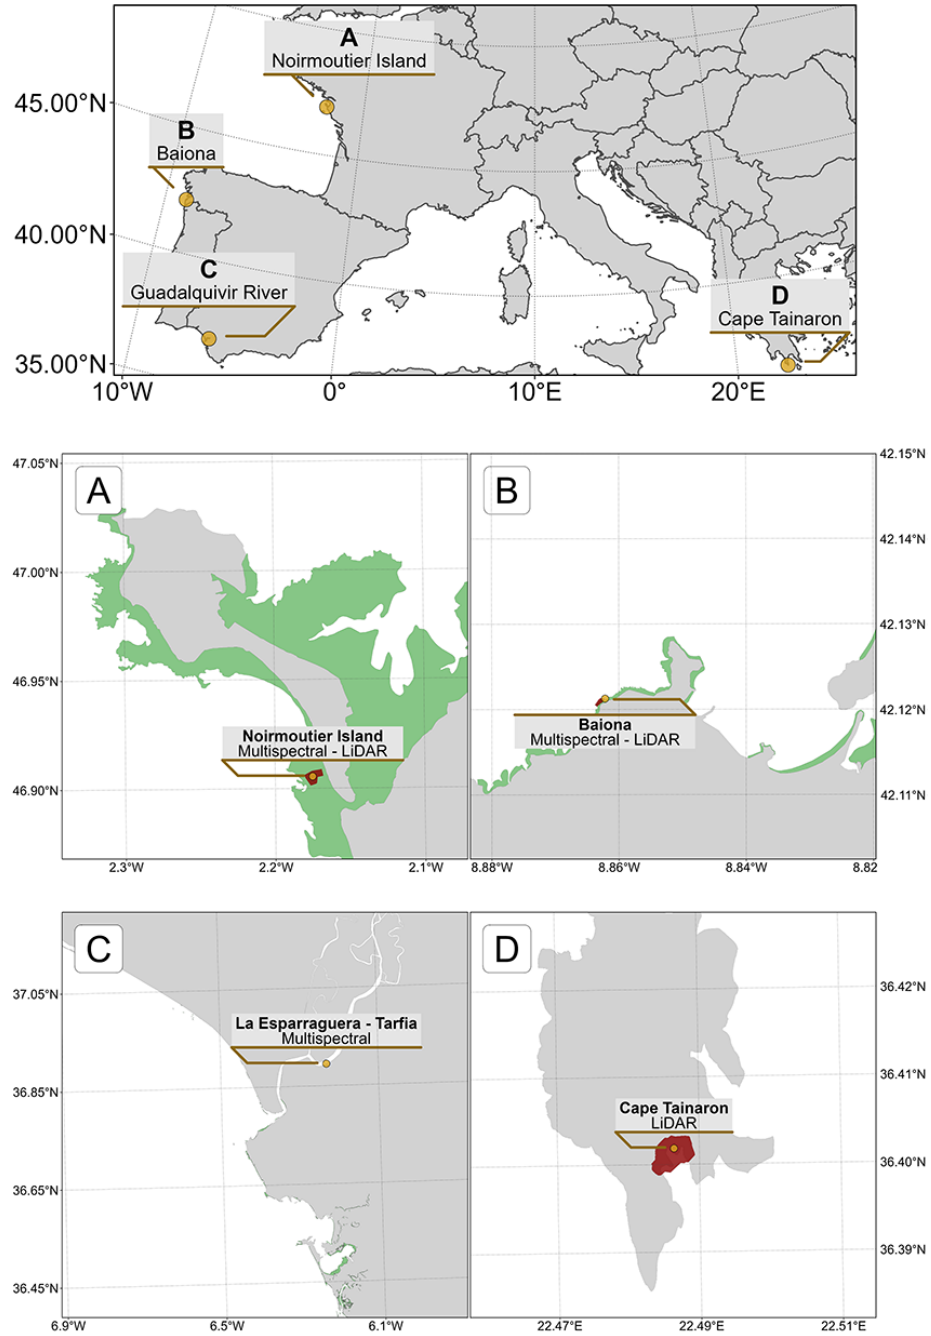 A
Noirmoutier Island
45.00°N
B
Baiona
40.00°N
C
Guadalquivir River
D
Cape Tainaron
35.00°N
10°W 0° 10°E 20°E
47.05°N
A
47.00°N
46.95°N
Noirmoutier Island
Multispectral - LiDAR
46.90°N
2.3°W 2.2°W 2.1°W
42.15°N
B
42.14°N
42.13°N
42.12°N
Baiona
Multispectral - LiDAR
42.11°N
8.88°W 8.86°W 8.84°W 8.82
C
37.05°N
La Esparraguera - Tarfia
Multispectral
36.85°N
36.65°N
36.45°N
6.9°W 6.5°W 6.1°W
D
36.42°N
36.41°N
Cape Tainaron
LiDAR
36.40°N
36.39°N
22.47°E 22.49°E 22.51°E